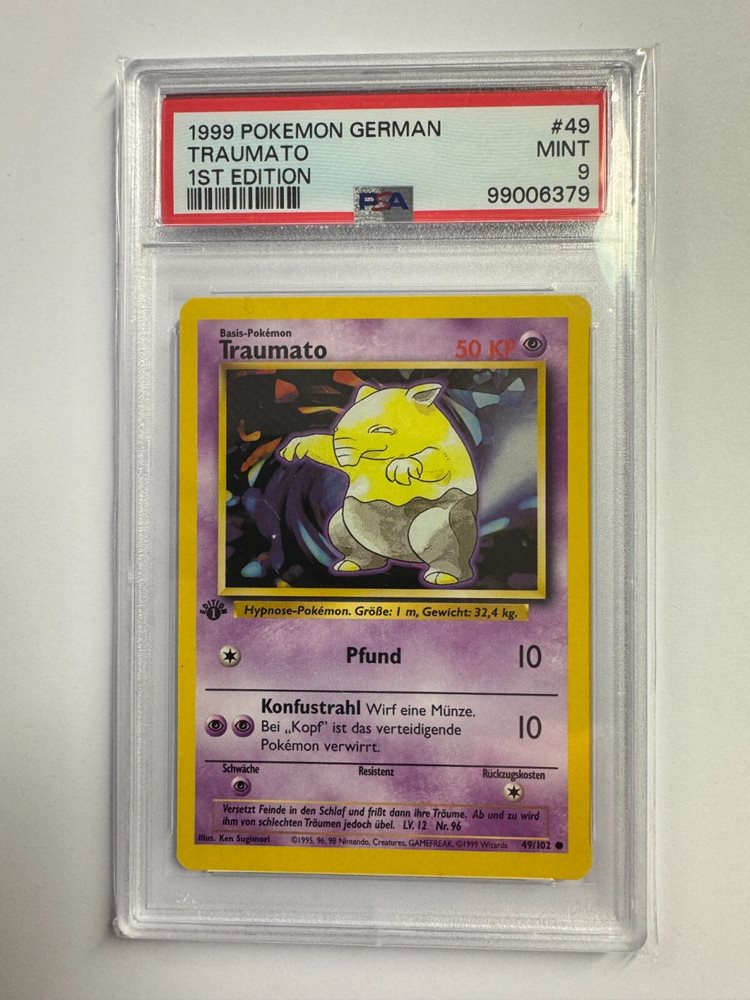 1999 POKEMON GERMAN #49
TRAUMATO MINT
1ST EDITION 9
99006379
PSA
Basis-Pokémon
Traumato 50 KP
EDITION 1
Hypnose-Pokémon. Größe: 1 m, Gewicht: 32,4 kg.
Pfund 10
Konfustrahl Wirf eine Münze.
Bei „Kopf" ist das verteidigende 10
Pokémon verwirrt.
Schwäche Resistenz Rückzugskosten
Versetzt Feinde in den Schlaf und frißt dann ihre Träume. Ab und zu wird
ihm von schlechten Träumen jedoch übel. LV. 12 Nr. 96
Illus. Ken Sugimori ©1995, 96, 98 Nintendo, Creatures, GAMEFREAK. ©1999 Wizards. 49/102